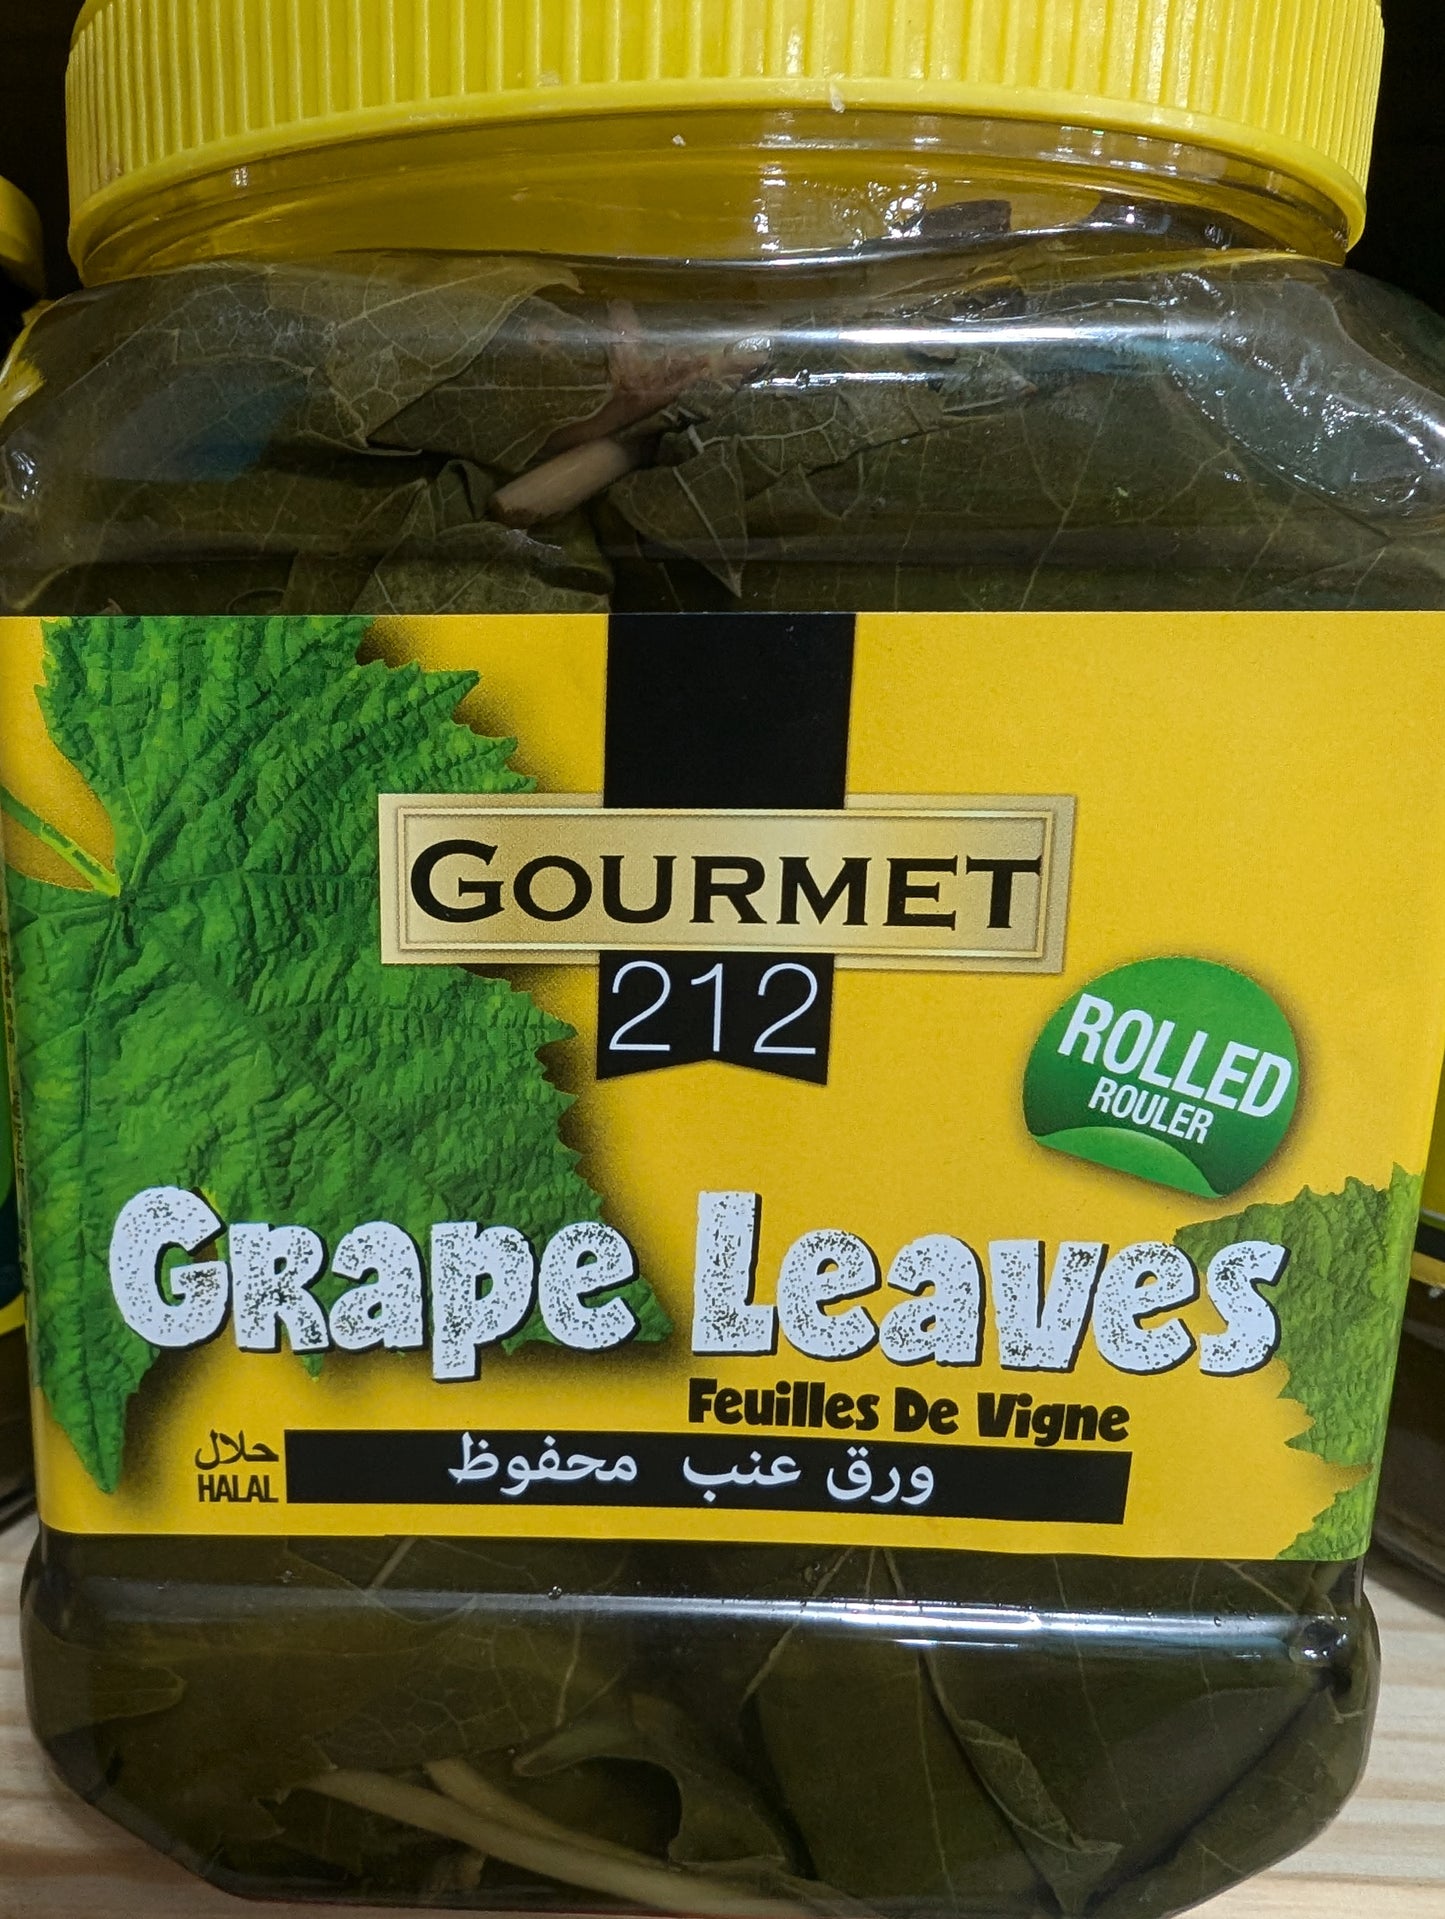 GOURMET
212
ROLLED
ROULER
Grape Leaves
Feuilles De Vigne
حلال
HALAL
ورق عنب محفوظ